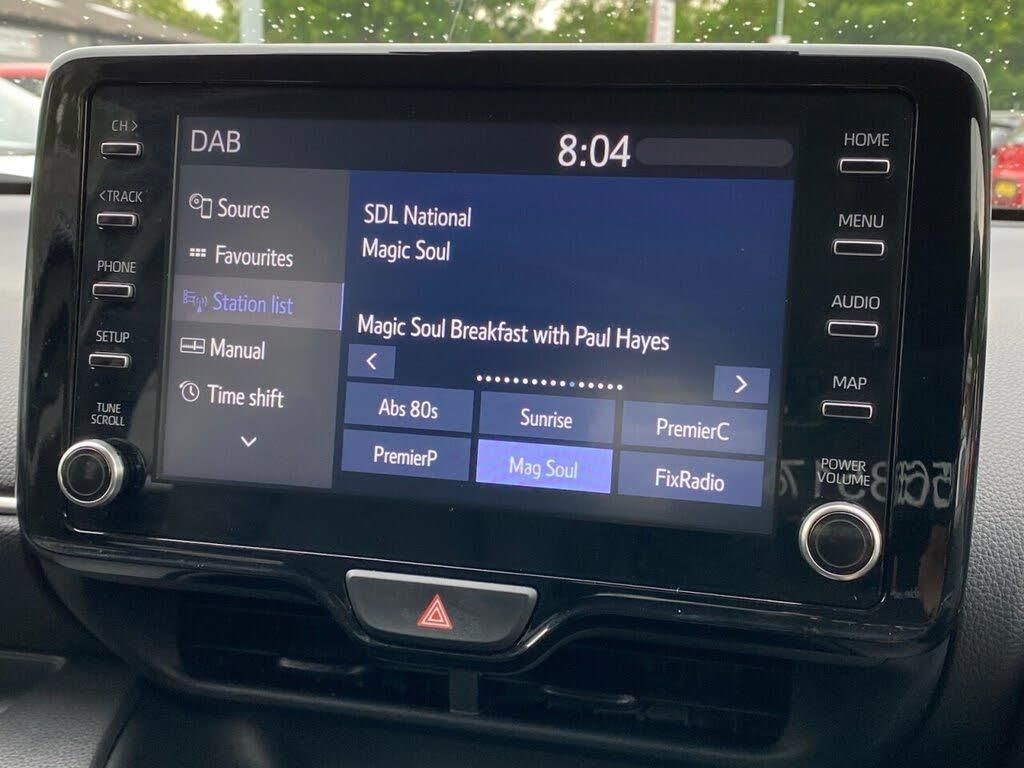 CH >
< TRACK
PHONE
SETUP
TUNE
SCROLL
DAB
8:04
Source
Favourites
Station list
Manual
Time shift
SDL National
Magic Soul
Magic Soul Breakfast with Paul Hayes
<
>
Abs 80s
Sunrise
PremierC
PremierP
Mag Soul
FixRadio
HOME
MENU
AUDIO
MAP
POWER
VOLUME